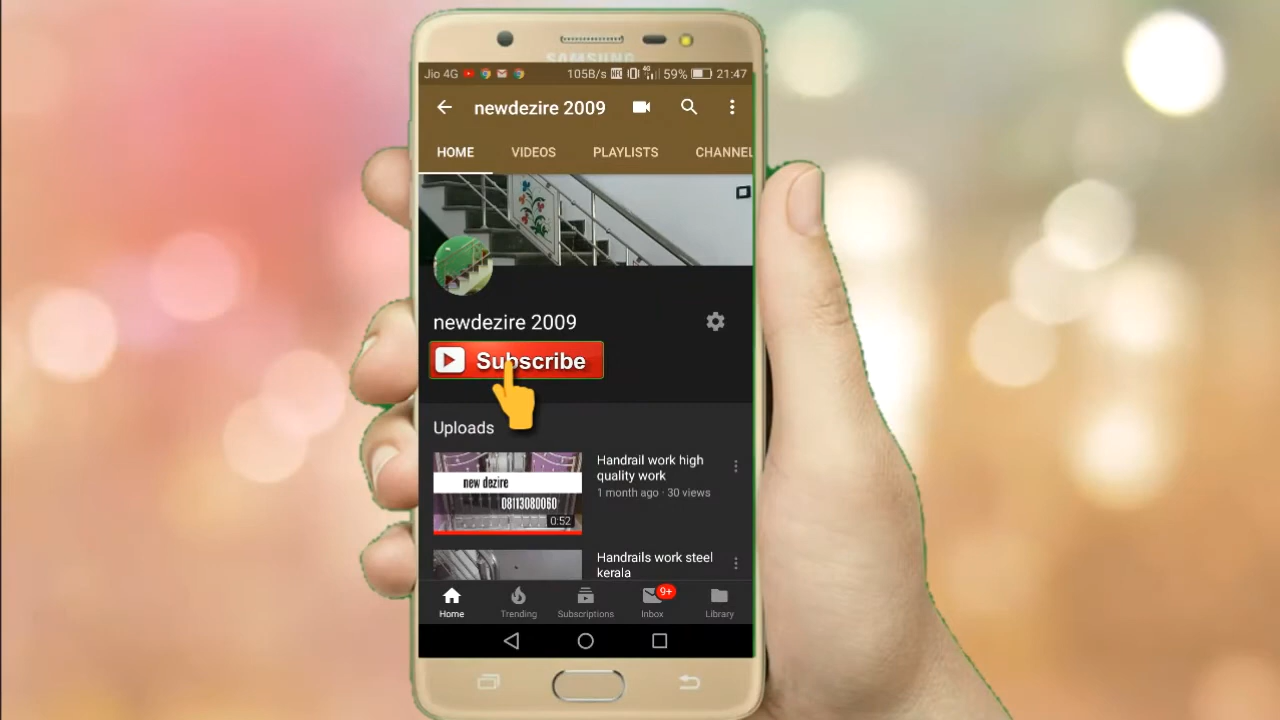 SAMSUNG
Jio 4G 105B/s 4G 59% 21:47
newdezire 2009
HOME VIDEOS PLAYLISTS CHANNEL
newdezire 2009
Subscribe
Uploads
Handrail work high
quality work
1 month ago · 30 views
new dezire
08113080060
0:52
Handrails work steel
kerala
9+
Home Trending Subscriptions Inbox Library